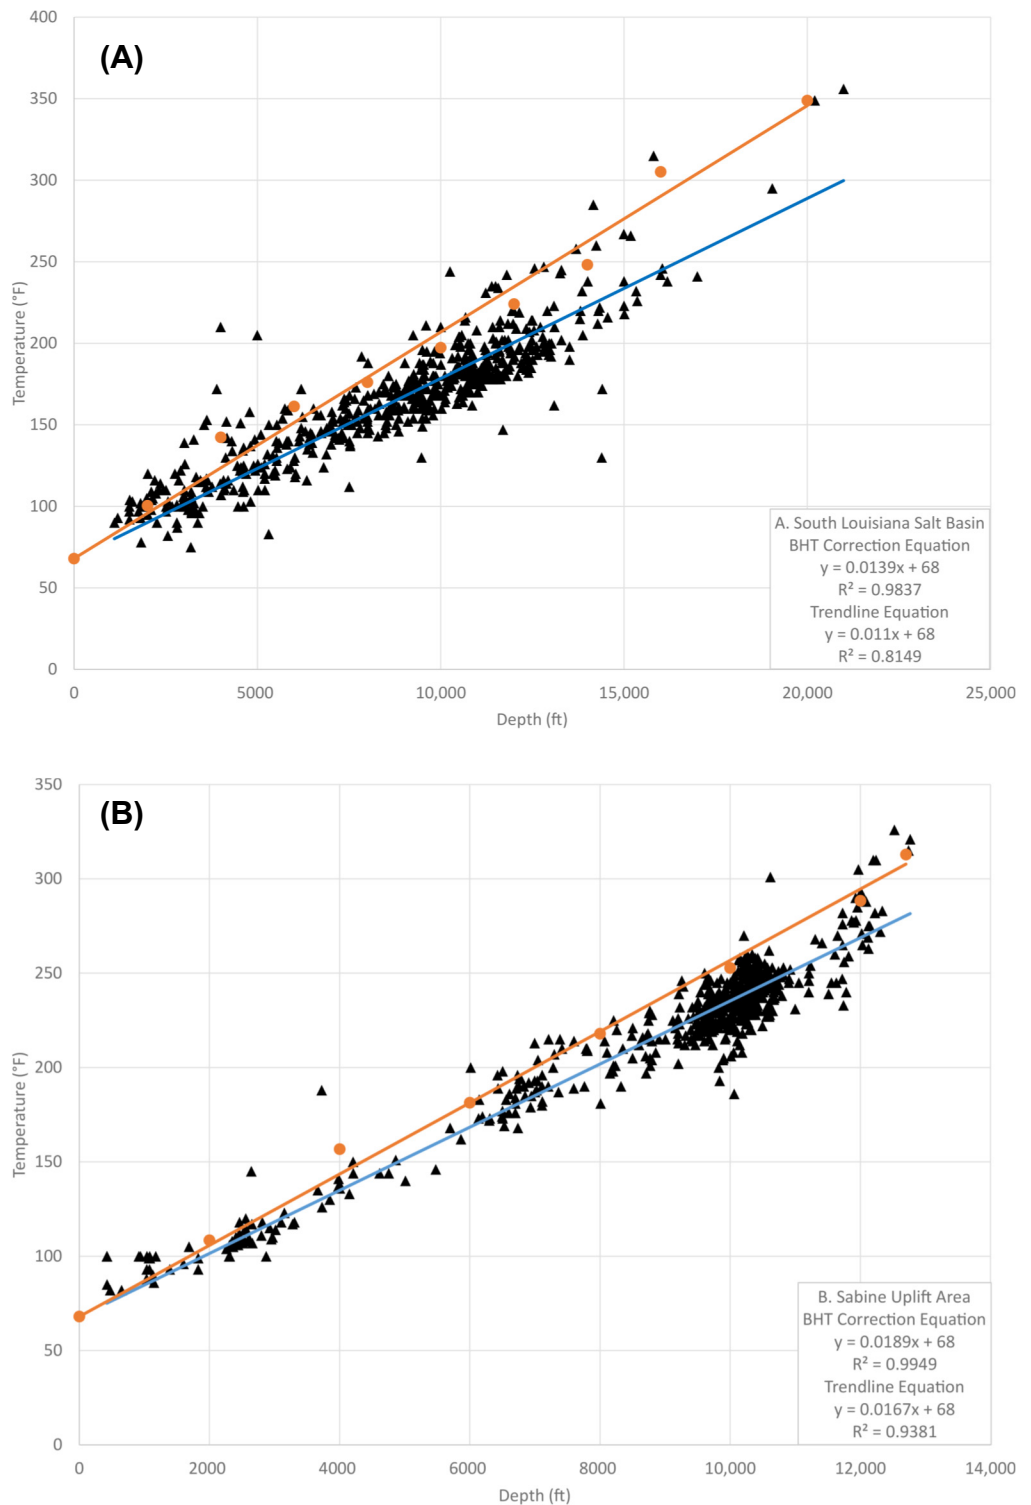 (A)
400
350
300
250
200
150
100
50
0
Temperature (°F)
0 5000 10,000 15,000 20,000 25,000
Depth (ft)
A. South Louisiana Salt Basin
BHT Correction Equation
y = 0.0139x + 68
R² = 0.9837
Trendline Equation
y = 0.011x + 68
R² = 0.8149
(B)
350
300
250
200
150
100
50
0
Temperature (°F)
0 2000 4000 6000 8000 10,000 12,000 14,000
Depth (ft)
B. Sabine Uplift Area
BHT Correction Equation
y = 0.0189x + 68
R² = 0.9949
Trendline Equation
y = 0.0167x + 68
R² = 0.9381